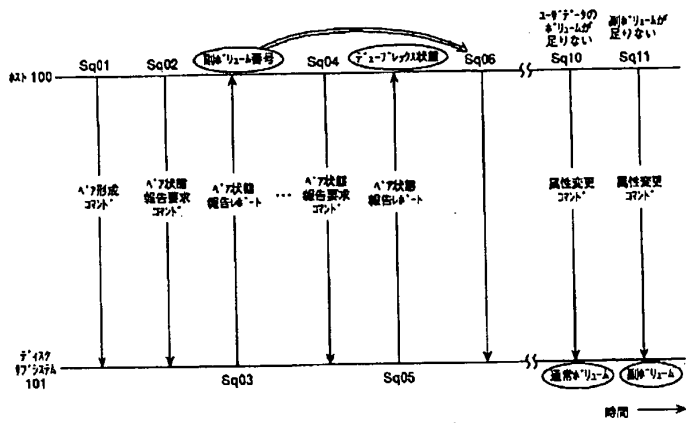 ユーザデータの
ボリュームが
足りない
副ボリュームが
足りない
Sq01
Sq02
副ボリューム番号
Sq04
デュープレックス状態
Sq06
Sq10
Sq11
ホスト 100
ペア形成
コマンド
ペア状態
報告要求
コマンド
ペア状態
報告レポート
…
ペア状態
報告要求
コマンド
ペア状態
報告レポート
属性変更
コマンド
属性変更
コマンド
ディスク
サブシステム
101
Sq03
Sq05
通常ボリューム
副ボリューム
時間